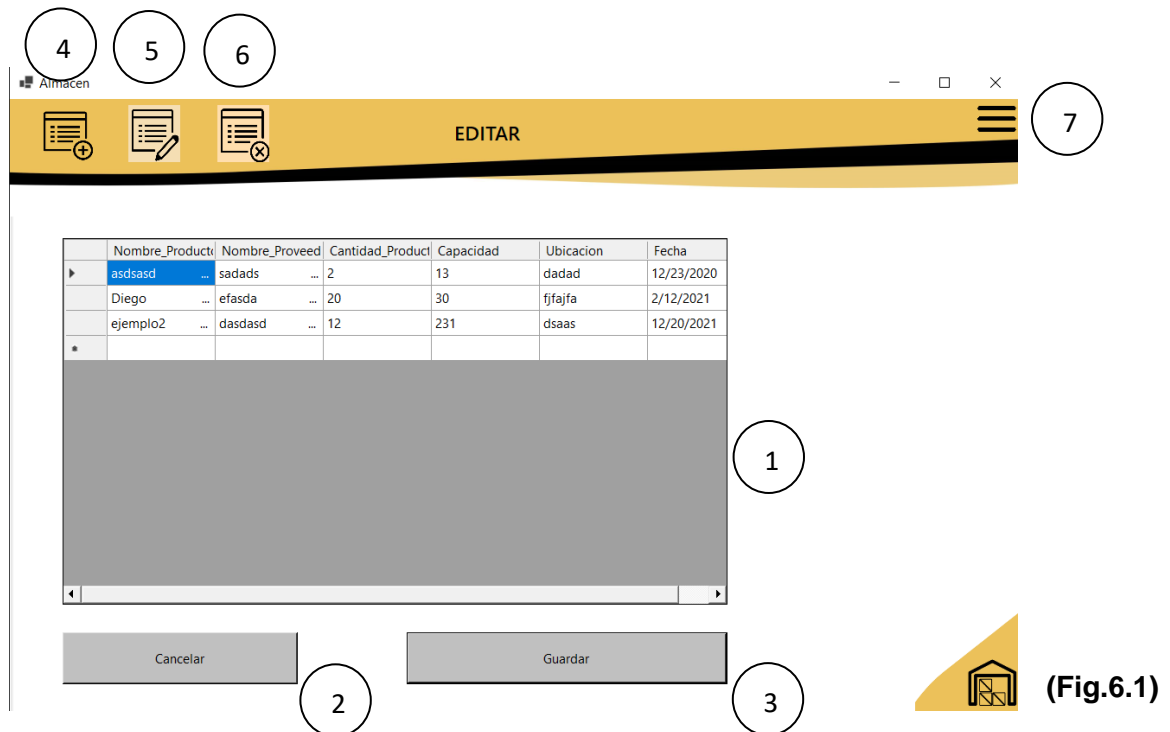 4 5 6
Almacen
EDITAR
7
Nombre_Producto Nombre_Proveed Cantidad_Product Capacidad Ubicacion Fecha
asdsasd ... sadads ... 2 13 dadad 12/23/2020
Diego ... efasda ... 20 30 fjfajfa 2/12/2021
ejemplo2 ... dasdasd ... 12 231 dsaas 12/20/2021
1
Cancelar Guardar
2 3
(Fig.6.1)